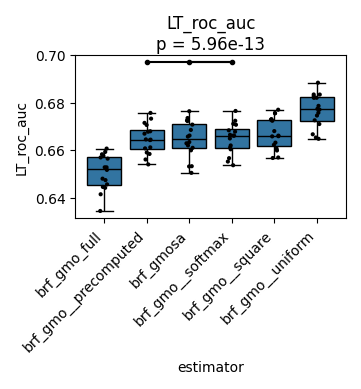 LT_roc_auc
p = 5.96e-13
LT_roc_auc
0.70
0.68
0.66
0.64
brf_gmo_full
brf_gmo__precomputed
brf_gmosa
brf_gmo__softmax
brf_gmo__square
brf_gmo__uniform
estimator